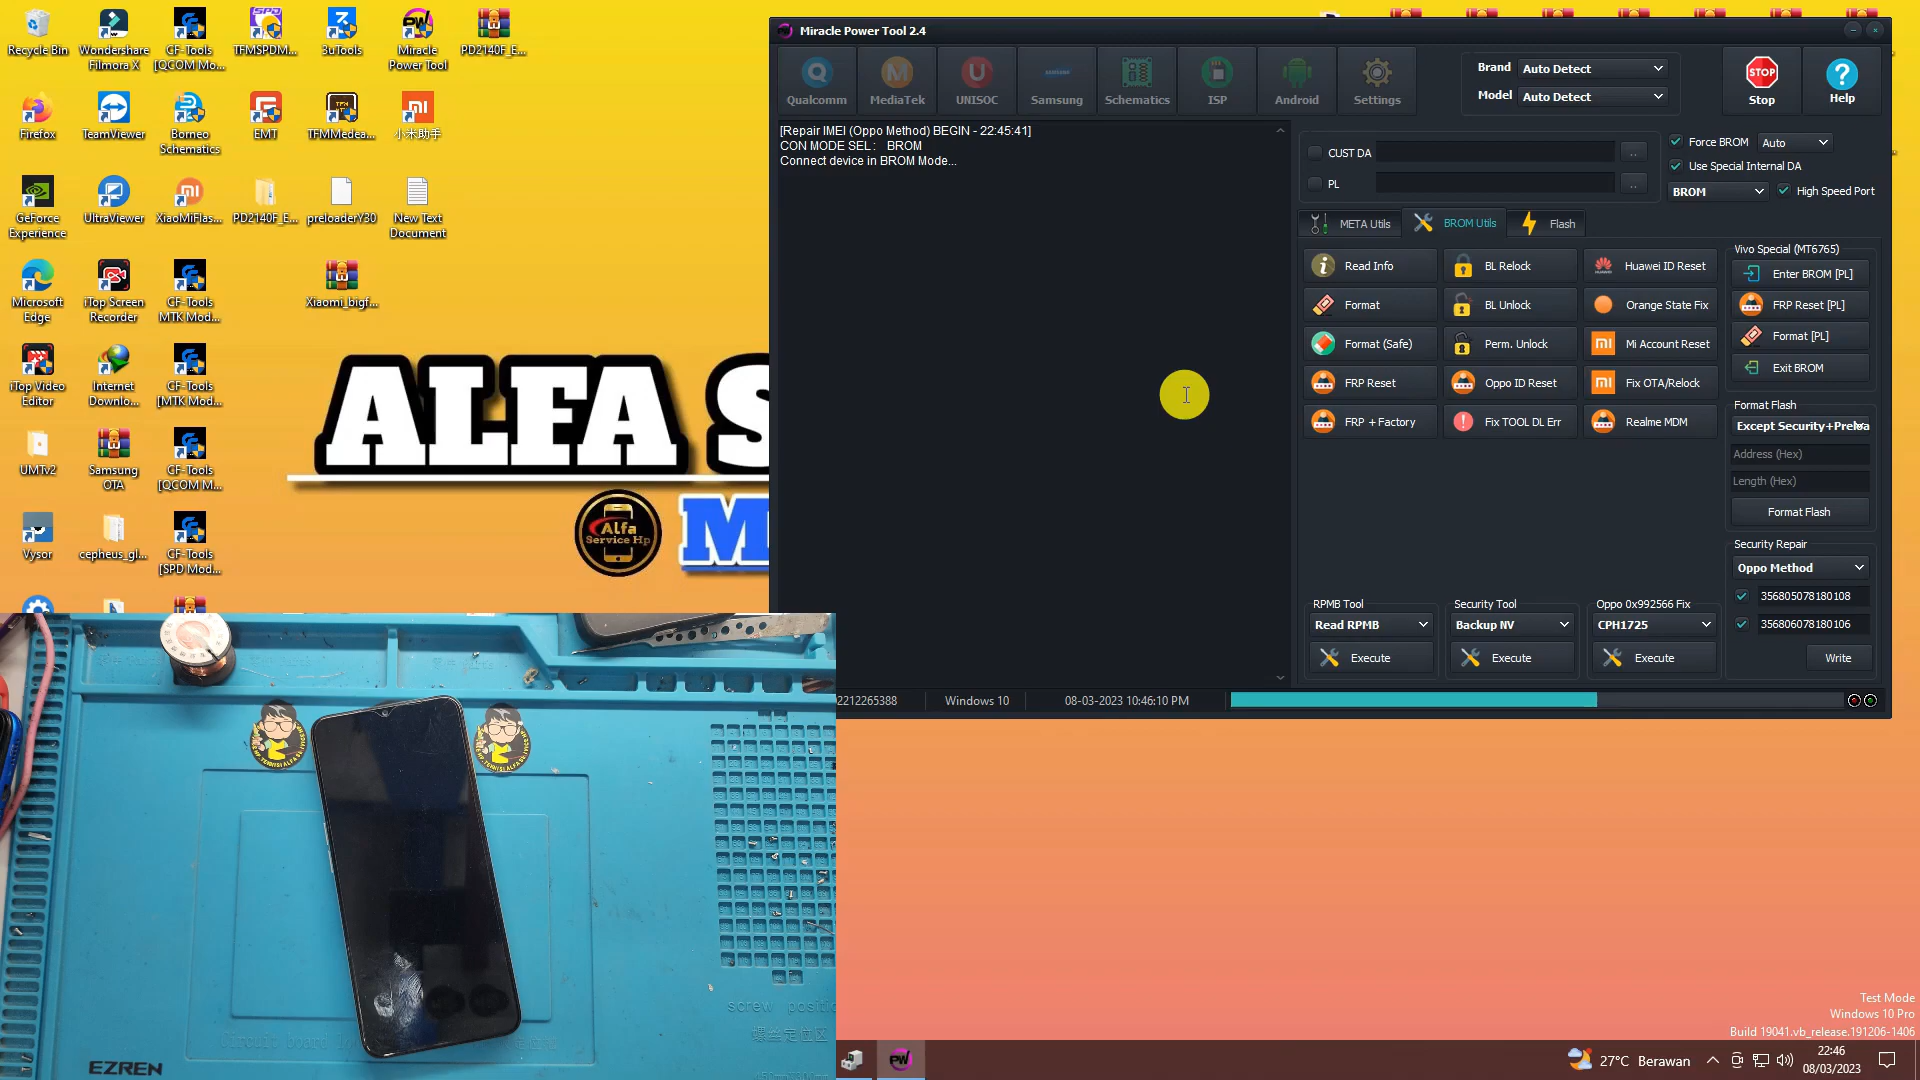 Recycle Bin
Wondershare
Filmora X
CF-Tools
[QCOM Mo...
TFMSPDM...
3uTools
Miracle
Power Tool
PD2140F_E...
Firefox
TeamViewer
Borneo
Schematics
EMT
TFMMedea...
小米助手
GeForce
Experience
UltraViewer
XiaoMiFlas...
PD2140F_E...
preloaderY30
New Text
Document
Microsoft
Edge
iTop Screen
Recorder
CF-Tools
MTK Mod...
Xiaomi_bigf...
iTop Video
Editor
Internet
Downlo...
CF-Tools
[MTK Mod...
UMTv2
Samsung
OTA
CF-Tools
[QCOM M...
Vysor
cepheus_gl...
CF-Tools
[SPD Mod...
ALFA S
M
Alfa
Service Hp
Miracle Power Tool 2.4
Qualcomm
MediaTek
UNISOC
Samsung
Schematics
ISP
Android
Settings
Brand
Auto Detect
Model
Auto Detect
STOP
Stop
Help
[Repair IMEI (Oppo Method) BEGIN - 22:45:41]
CON MODE SEL : BROM
Connect device in BROM Mode...
CUST DA
..
PL
..
Force BROM
Auto
Use Special Internal DA
BROM
High Speed Port
META Utils
BROM Utils
Flash
Read Info
BL Relock
Huawei ID Reset
Format
BL Unlock
Orange State Fix
Format (Safe)
Perm. Unlock
Mi Account Reset
FRP Reset
Oppo ID Reset
Fix OTA/Relock
FRP + Factory
Fix TOOL DL Err
Realme MDM
Vivo Special (MT6765)
Enter BROM [PL]
FRP Reset [PL]
Format [PL]
Exit BROM
Format Flash
Except Security+Preloa
Address (Hex)
Length (Hex)
Format Flash
Security Repair
Oppo Method
356805078180108
356806078180106
Write
RPMB Tool
Read RPMB
Execute
Security Tool
Backup NV
Execute
Oppo 0x992566 Fix
CPH1725
Execute
2212265388
Windows 10
08-03-2023 10:46:10 PM
screw positi
EZREN
Test Mode
Windows 10 Pro
Build 19041.vb_release.191206-1406
27°C Berawan
22:46
08/03/2023